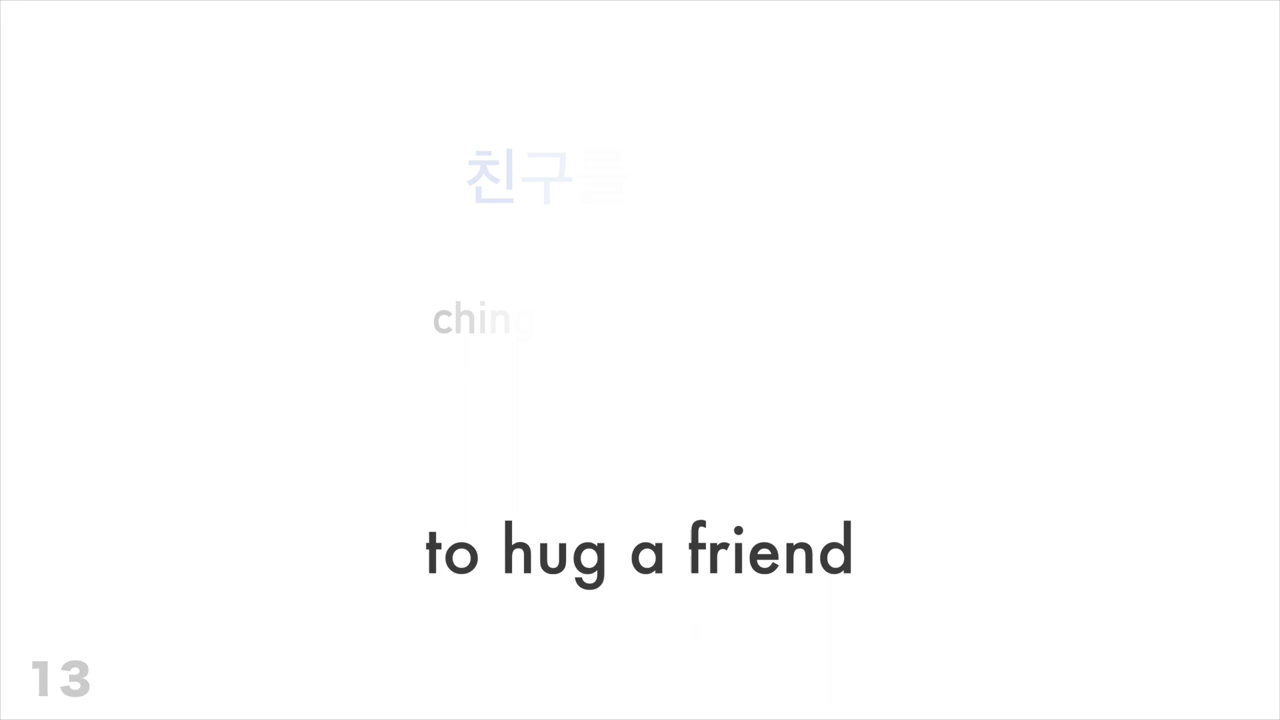 친구를
ching
to hug a friend
13